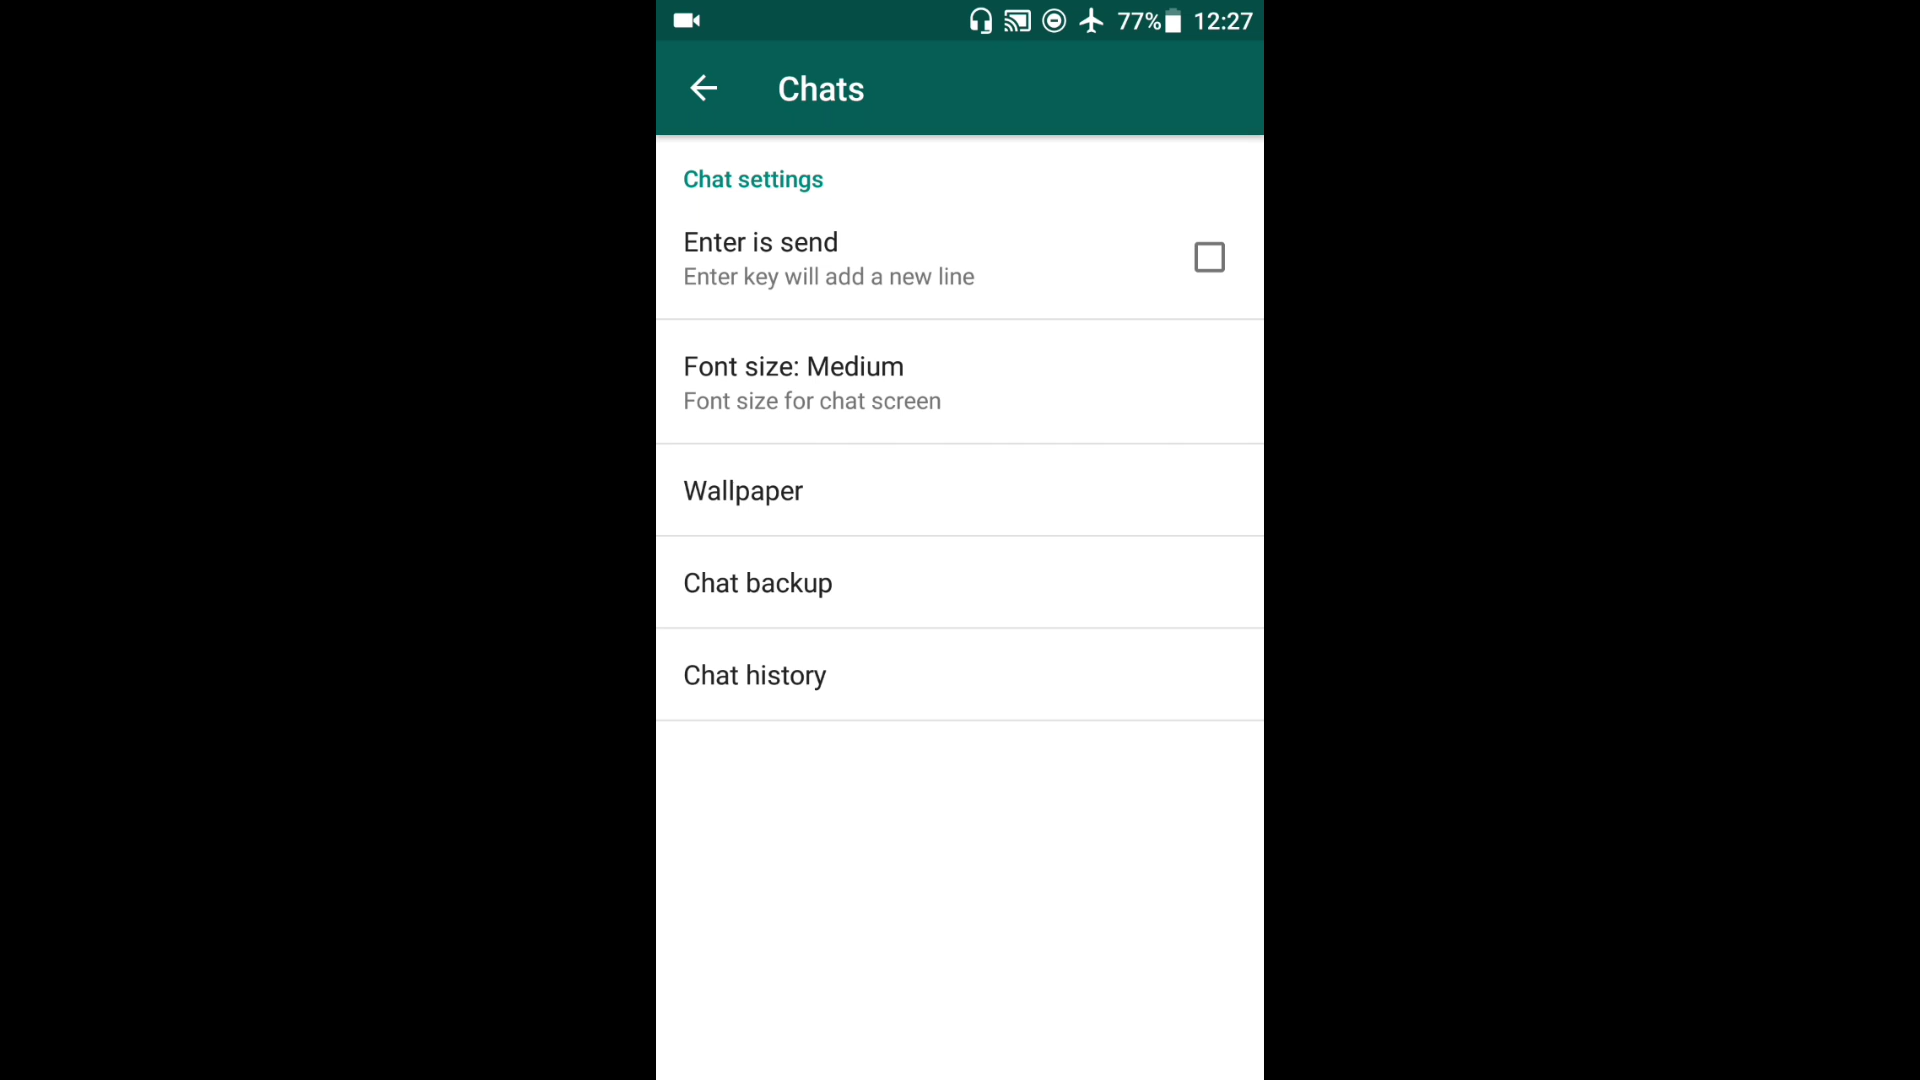 77% 12:27
Chats
Chat settings
Enter is send
Enter key will add a new line
Font size: Medium
Font size for chat screen
Wallpaper
Chat backup
Chat history